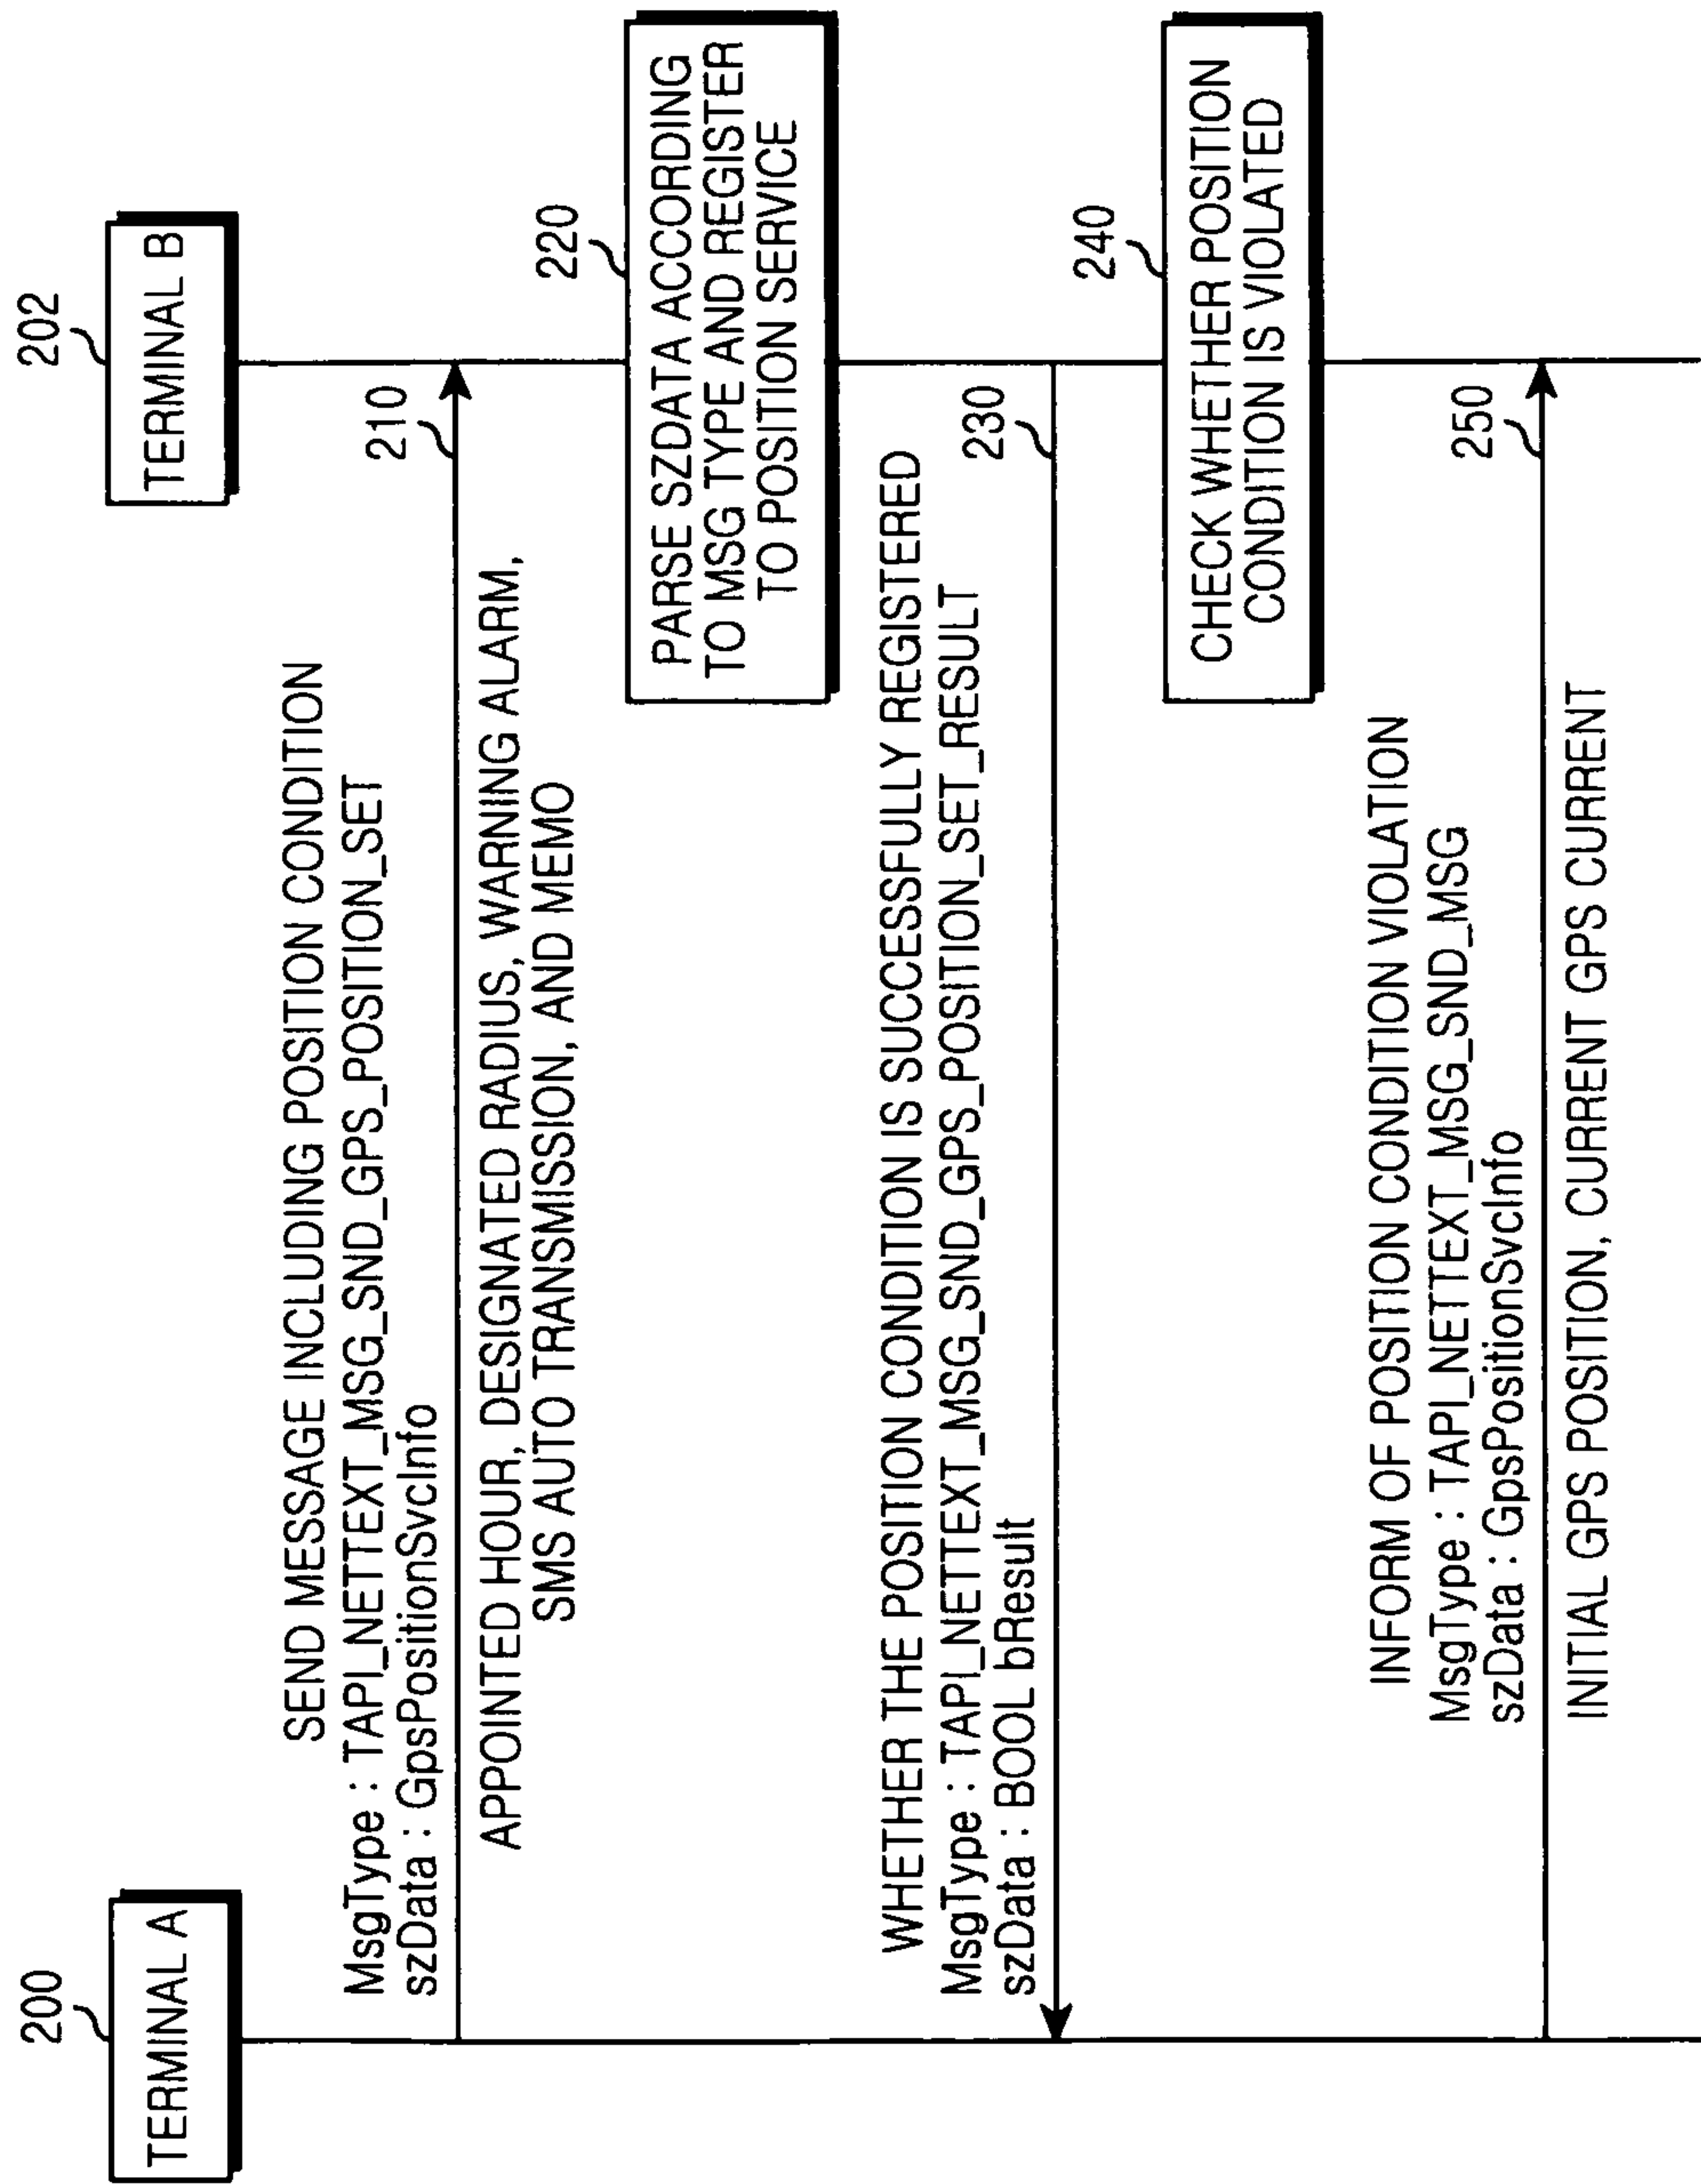 200
TERMINAL A
202
TERMINAL B
SEND MESSAGE INCLUDING POSITION CONDITION
MsgType : TAPI_NETTEXT_MSG_SND_GPS_POSITION_SET
szData : GpsPositionSvcInfo
210
APPOINTED HOUR, DESIGNATED RADIUS, WARNING ALARM,
SMS AUTO TRANSMISSION, AND MEMO
220
PARSE SZDATA ACCORDING
TO MSG TYPE AND REGISTER
TO POSITION SERVICE
WHETHER THE POSITION CONDITION IS SUCCESSFULLY REGISTERED
MsgType : TAPI_NETTEXT_MSG_SND_GPS_POSITION_SET_RESULT
szData : BOOL bResult
230
240
CHECK WHETHER POSITION
CONDITION IS VIOLATED
INFORM OF POSITION CONDITION VIOLATION
MsgType : TAPI_NETTEXT_MSG_SND_MSG
szData : GpsPositionSvcInfo
250
INITIAL GPS POSITION, CURRENT GPS CURRENT